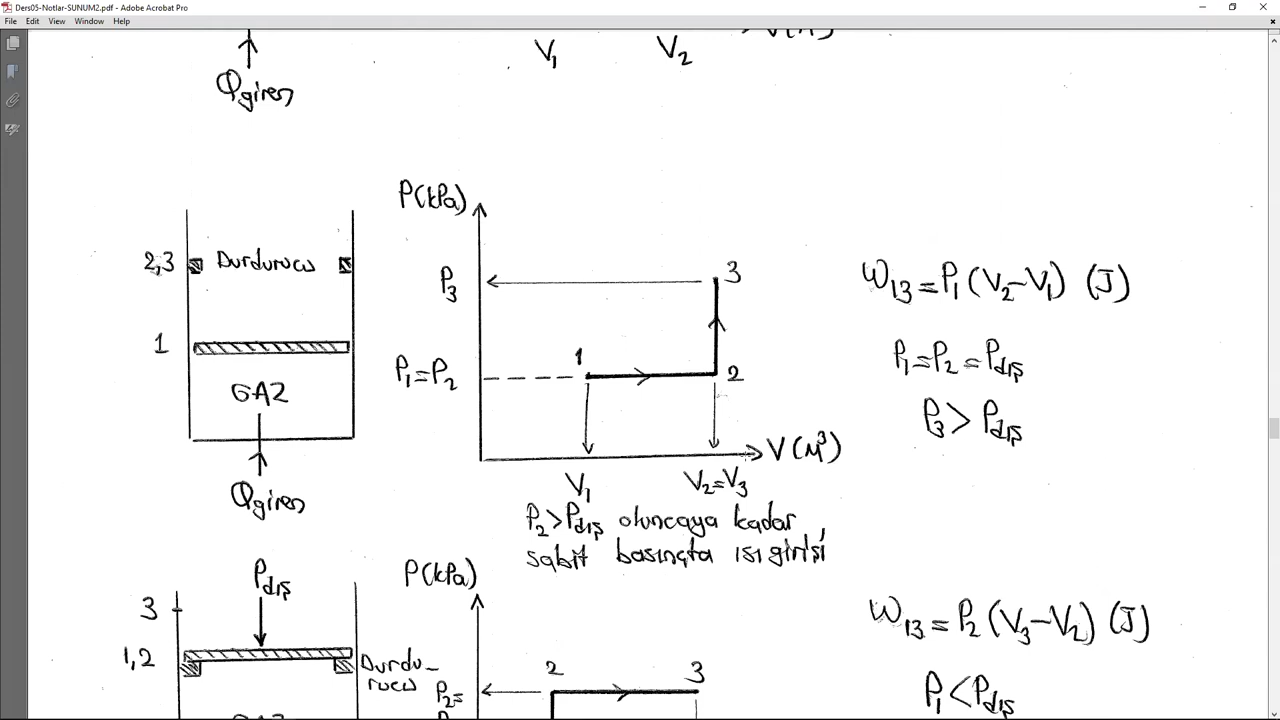 Ders05-Notlar-SUNUM2.pdf - Adobe Acrobat Pro
File Edit View Window Help
V₁ V₂
Qgiren
P(kPa)
2,3 Durdurucu
P₃
3
W₁₃=P₁(V₂-V₁) (J)
1
1
P₁=P₂=Pdış
P₁=P₂
2
GAZ
P₃>Pdış
V(m³)
Qgiren
V₁ V₂=V₃
P₂>Pdış oluncaya kadar
sabit basınçta ısı girişi
Pdış
P(kPa)
3
W₁₃=P₂(V₃-V₂) (J)
1,2
Durdu-
rucu
2 3
P₂=
P₁<Pdış